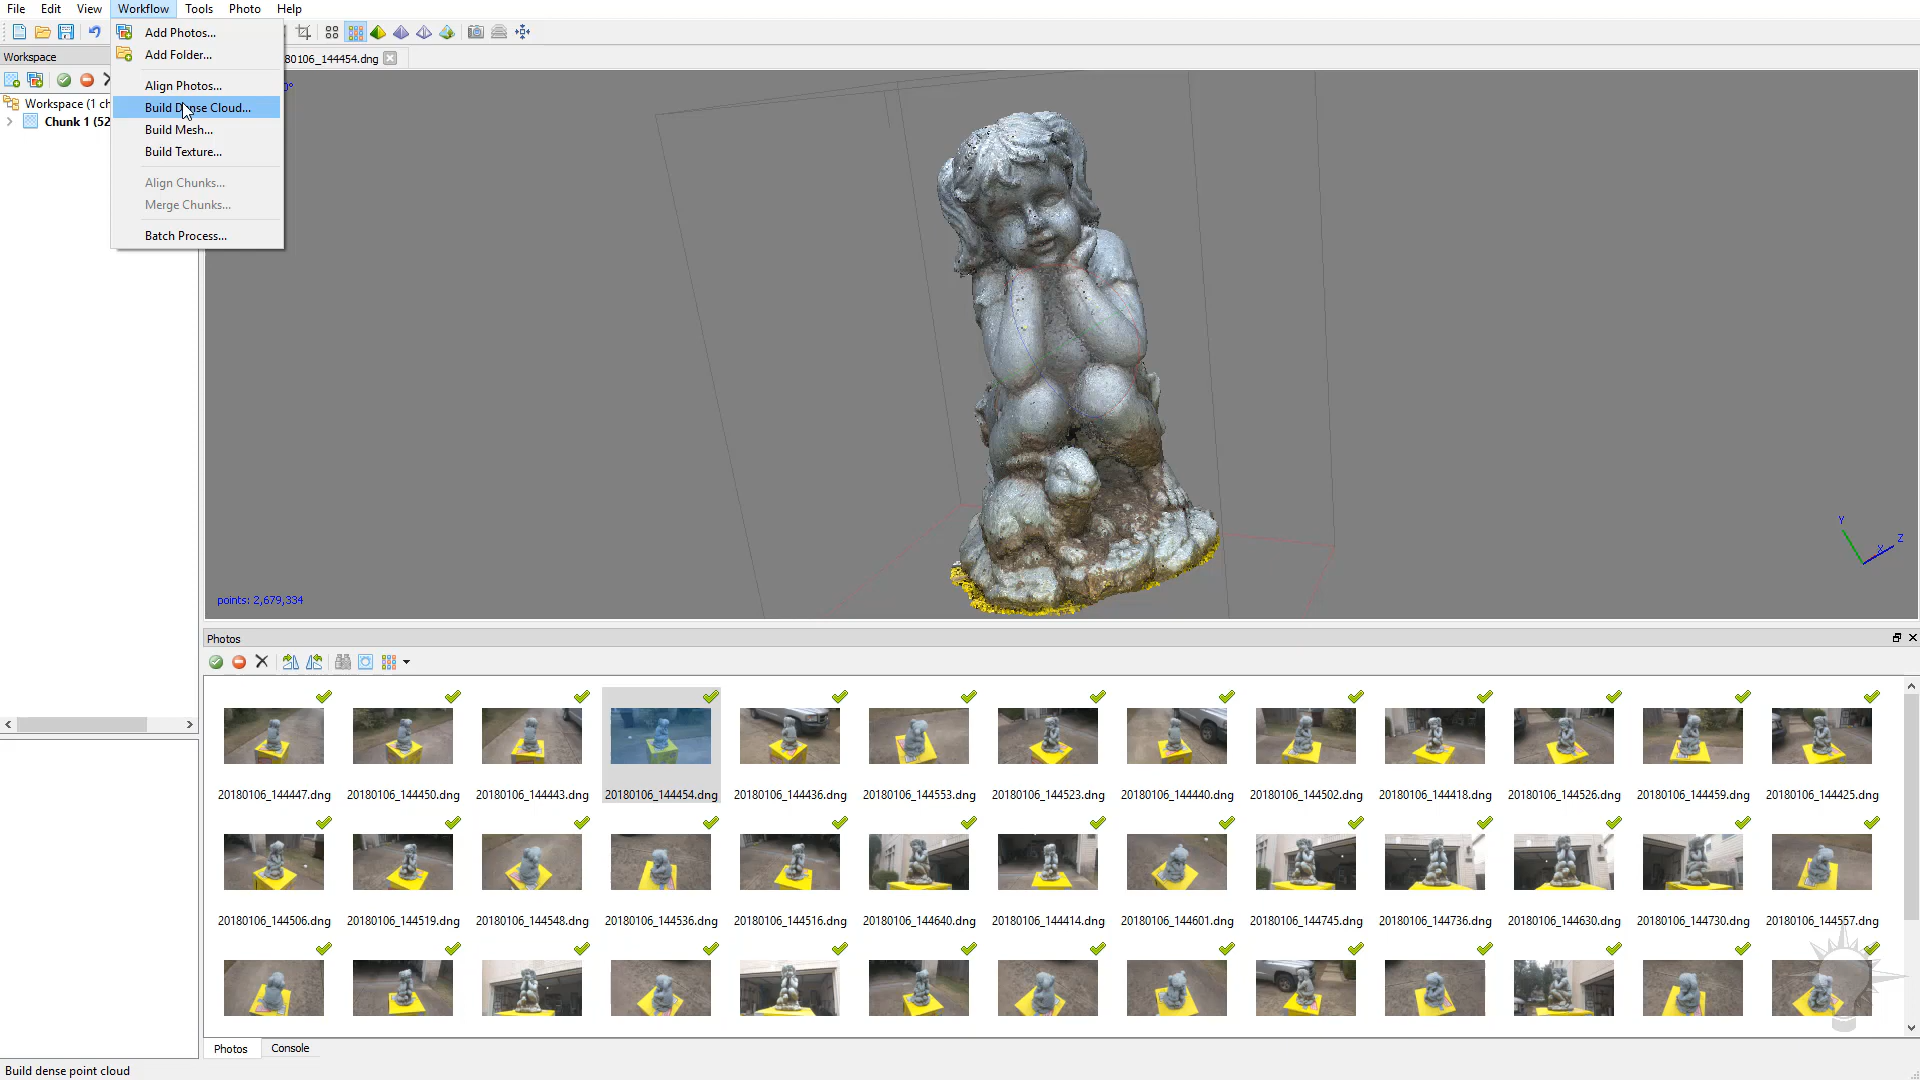 File Edit View Workflow Tools Photo Help
Add Photos...
Add Folder...
Align Photos...
Build Dense Cloud...
Build Mesh...
Build Texture...
Align Chunks...
Merge Chunks...
Batch Process...
Workspace
80106_144454.dng
Workspace (1 ch
Chunk 1 (52
0°
Y
X
Z
points: 2,679,334
Photos
20180106_144447.dng 20180106_144450.dng 20180106_144443.dng 20180106_144454.dng 20180106_144436.dng 20180106_144553.dng 20180106_144523.dng 20180106_144440.dng 20180106_144502.dng 20180106_144418.dng 20180106_144526.dng 20180106_144459.dng 20180106_144425.dng
20180106_144506.dng 20180106_144519.dng 20180106_144548.dng 20180106_144536.dng 20180106_144516.dng 20180106_144640.dng 20180106_144414.dng 20180106_144601.dng 20180106_144745.dng 20180106_144736.dng 20180106_144630.dng 20180106_144730.dng 20180106_144557.dng
Photos Console
Build dense point cloud